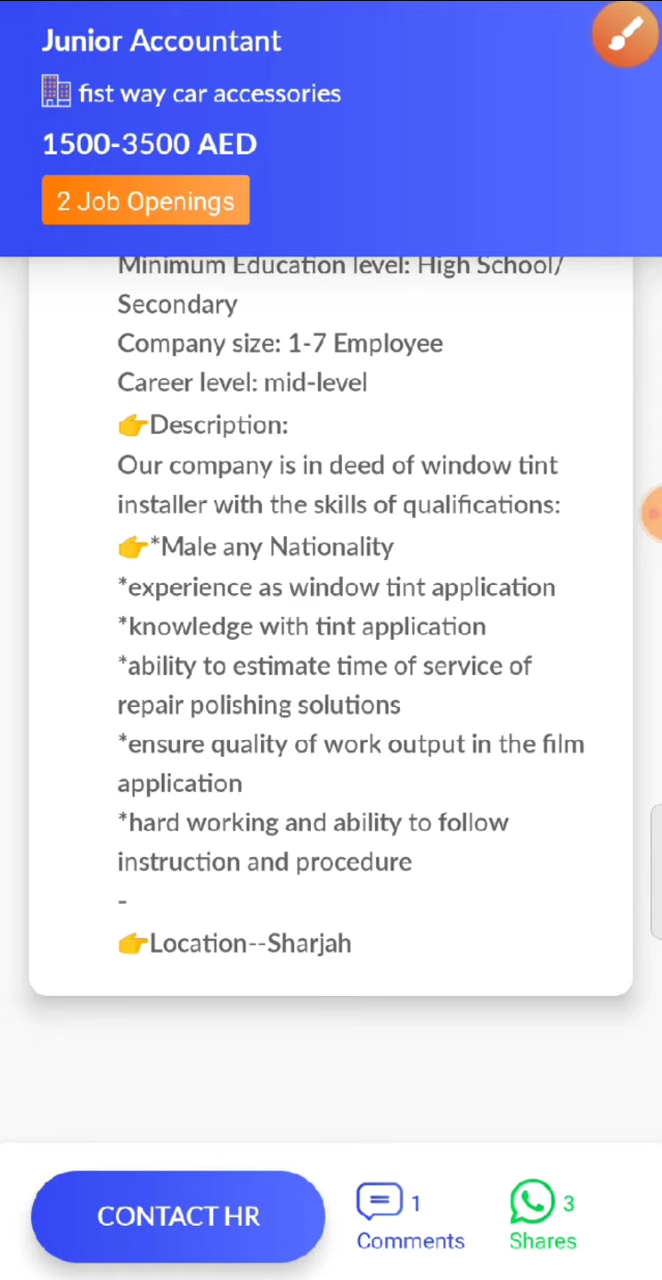 Junior Accountant
fist way car accessories
1500-3500 AED
2 Job Openings
Minimum Education level: High School/
Secondary
Company size: 1-7 Employee
Career level: mid-level
👉Description:
Our company is in deed of window tint
installer with the skills of qualifications:
👉*Male any Nationality
*experience as window tint application
*knowledge with tint application
*ability to estimate time of service of
repair polishing solutions
*ensure quality of work output in the film
application
*hard working and ability to follow
instruction and procedure
-
👉Location--Sharjah
CONTACT HR
1
Comments
3
Shares